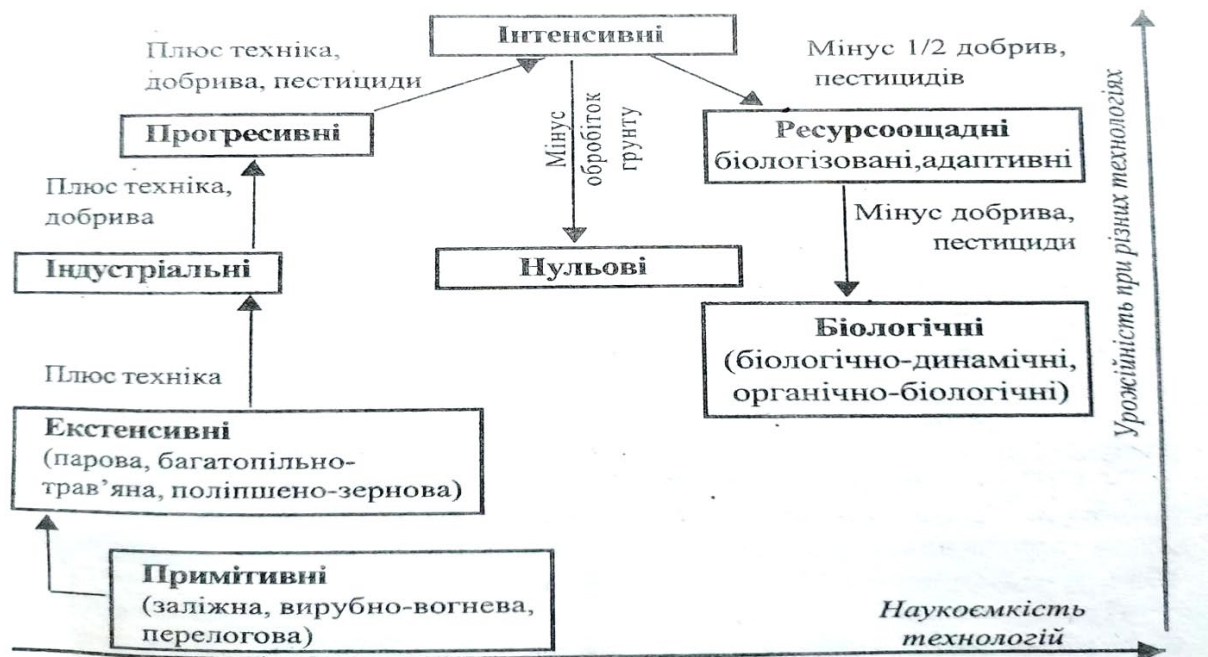 Інтенсивні
Плюс техніка,
добрива, пестициди
Мінус 1/2 добрив,
пестицидів
Прогресивні
Мінус
обробіток
грунту
Ресурсоощадні
біологізовані,адаптивні
Плюс техніка,
добрива
Мінус добрива,
пестициди
Індустріальні
Нульові
Біологічні
(біологічно-динамічні,
органічно-біологічні)
Плюс техніка
Екстенсивні
(парова, багатопільно-
трав’яна, поліпшено-зернова)
Примітивні
(заліжна, вирубно-вогнева,
перелогова)
Наукоємкість
технологій
Урожійність при різних технологіях